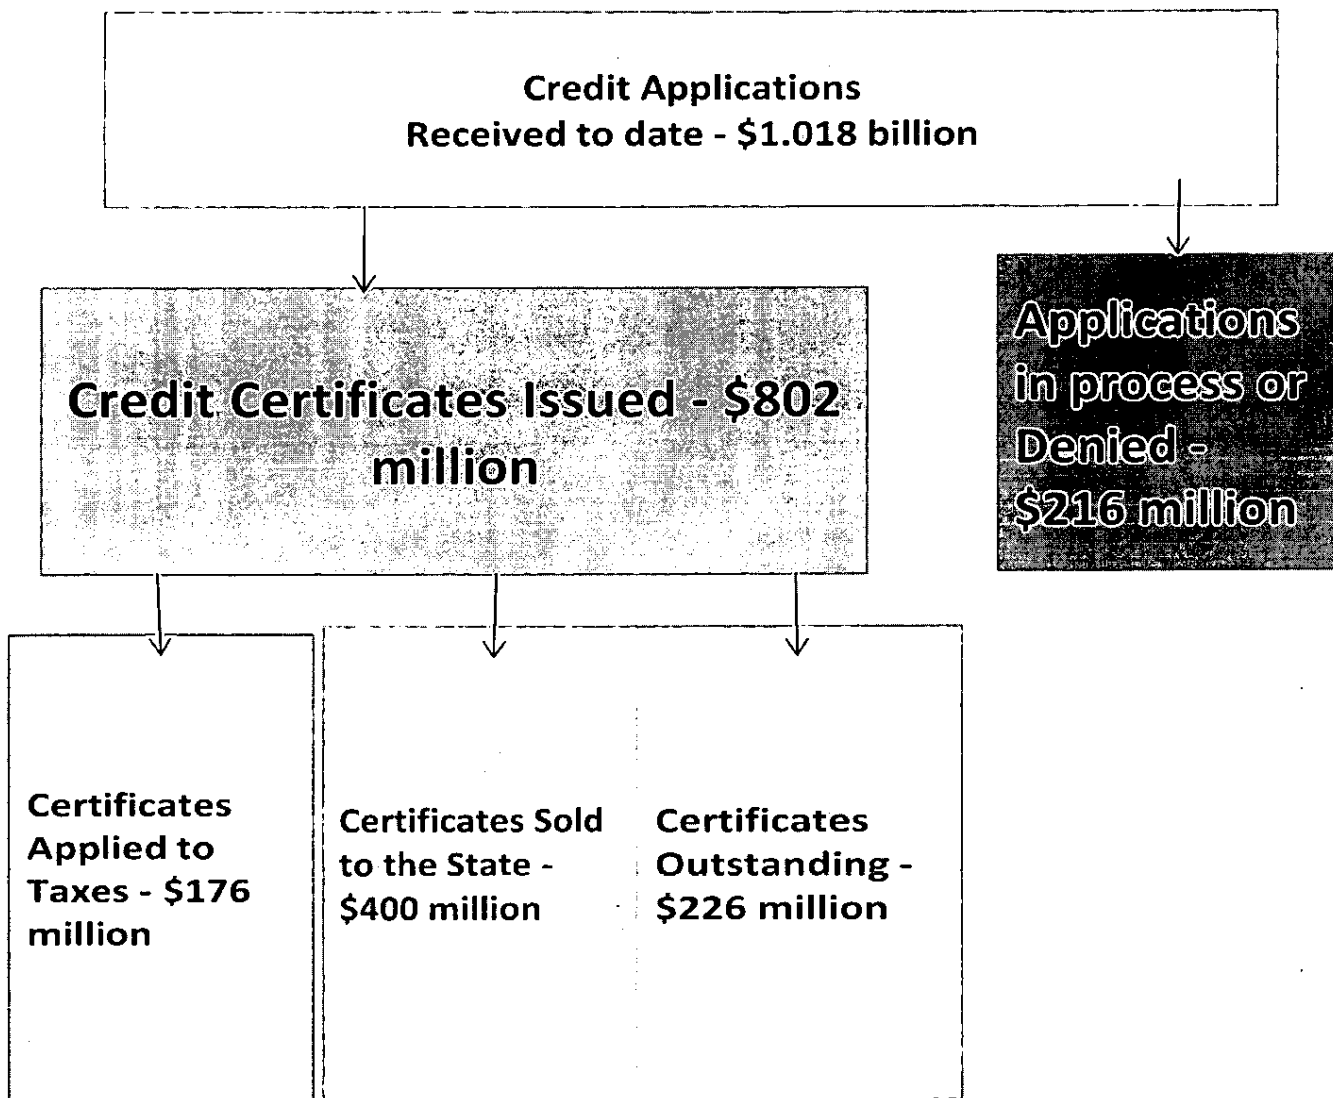 Credit Applications
Received to date - $1.018 billion
Credit Certificates Issued - $802
million
Applications
in process or
Denied -
$216 million
Certificates
Applied to
Taxes - $176
million
Certificates Sold
to the State -
$400 million
Certificates
Outstanding -
$226 million